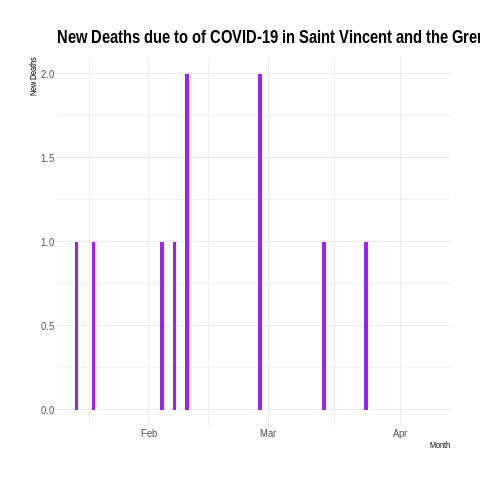 New Deaths due to of COVID-19 in Saint Vincent and the Gre
New Deaths
2.0
1.5
1.0
0.5
0.0
Feb Mar Apr
Month